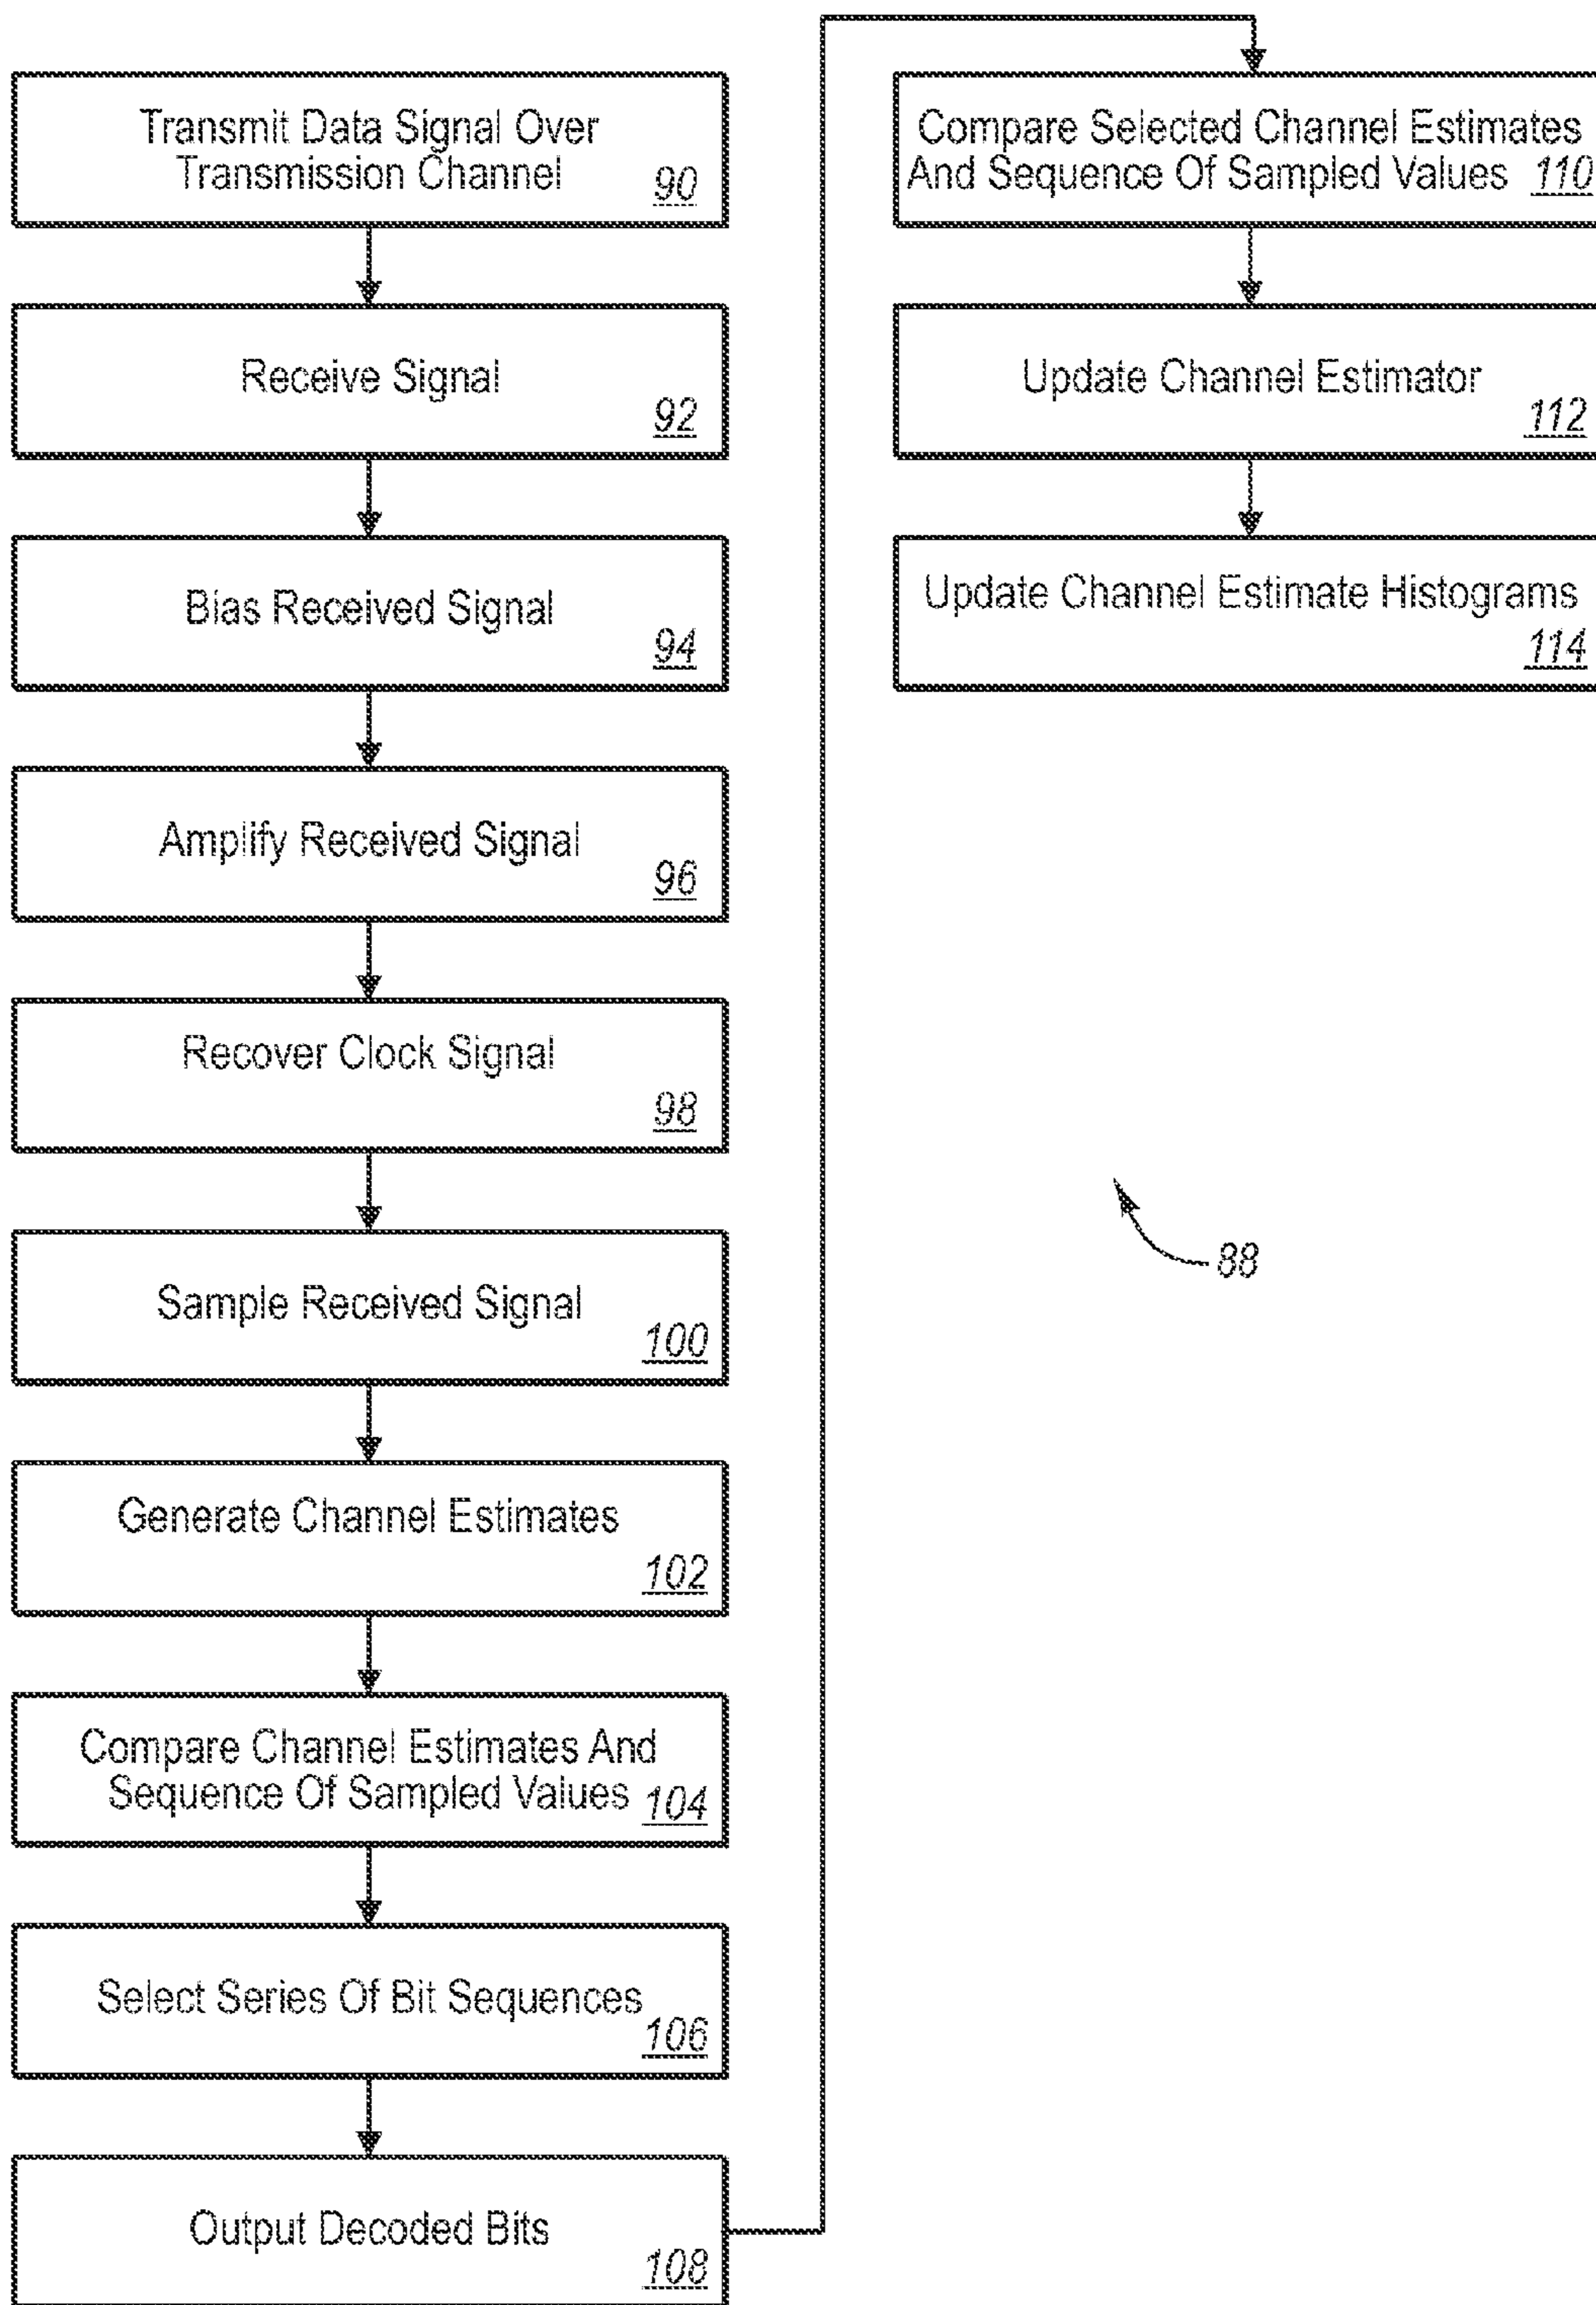 Transmit Data Signal Over
Transmission Channel
90
Receive Signal
92
Bias Received Signal
94
Amplify Received Signal
96
Recover Clock Signal
98
Sample Received Signal
100
Generate Channel Estimates
102
Compare Channel Estimates And
Sequence Of Sampled Values 104
Select Series Of Bit Sequences
106
Output Decoded Bits
108
Compare Selected Channel Estimates
And Sequence Of Sampled Values 110
Update Channel Estimator
112
Update Channel Estimate Histograms
114
88